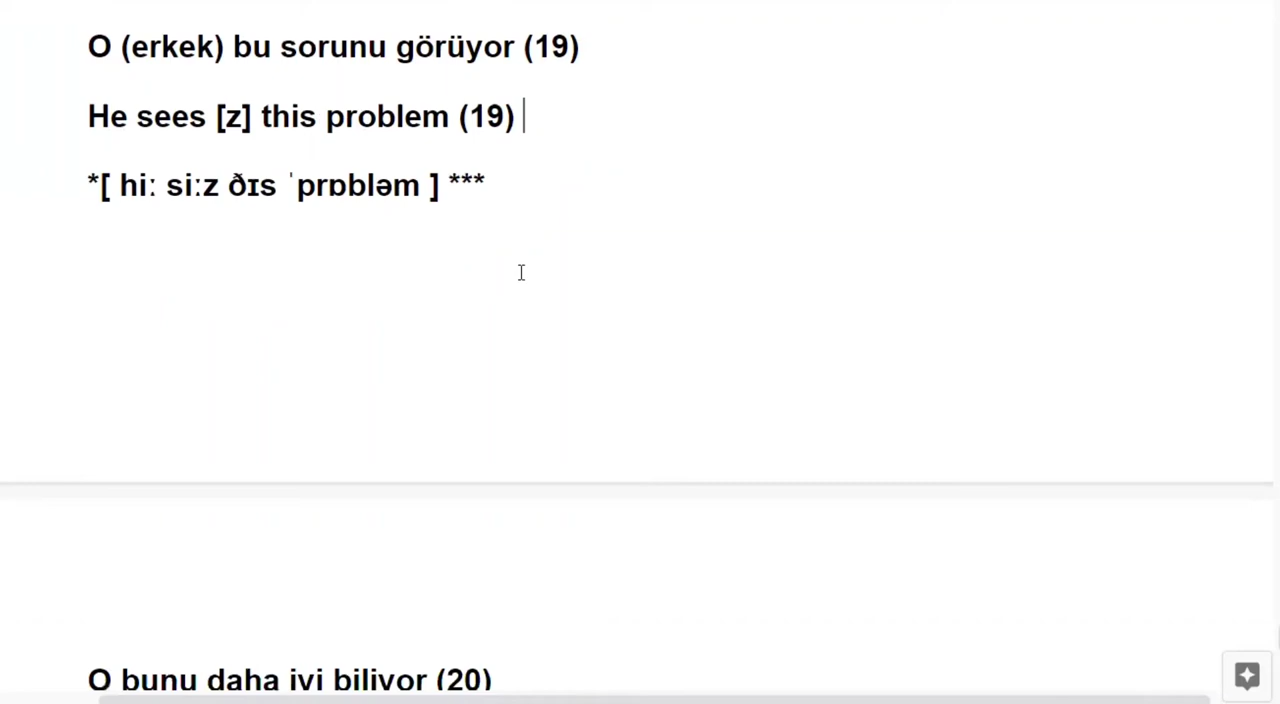 O (erkek) bu sorunu görüyor (19)
He sees [z] this problem (19)
*[ hiː siːz ðɪs ˈprɒbləm ] ***
O bunu daha iyi biliyor (20)